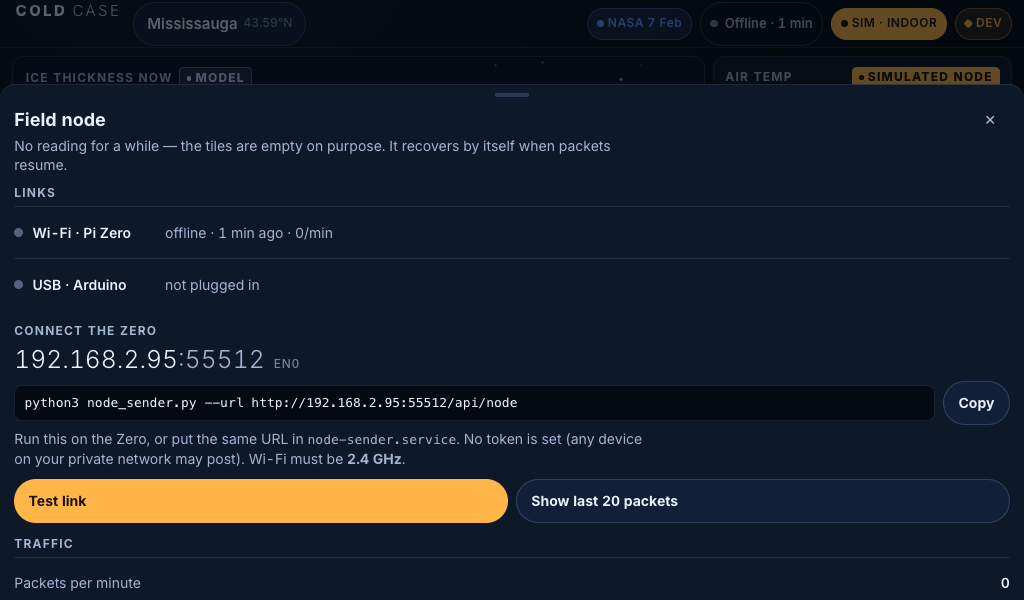 COLD CASE
Mississauga 43.59°N
NASA 7 Feb
Offline · 1 min
SIM · INDOOR
DEV
ICE THICKNESS NOW
MODEL
AIR TEMP
SIMULATED NODE
Field node
×
No reading for a while — the tiles are empty on purpose. It recovers by itself when packets
resume.
LINKS
Wi-Fi · Pi Zero offline · 1 min ago · 0/min
USB · Arduino not plugged in
CONNECT THE ZERO
192.168.2.95:55512 EN0
python3 node_sender.py --url http://192.168.2.95:55512/api/node
Copy
Run this on the Zero, or put the same URL in node-sender.service. No token is set (any device
on your private network may post). Wi-Fi must be 2.4 GHz.
Test link
Show last 20 packets
TRAFFIC
Packets per minute 0